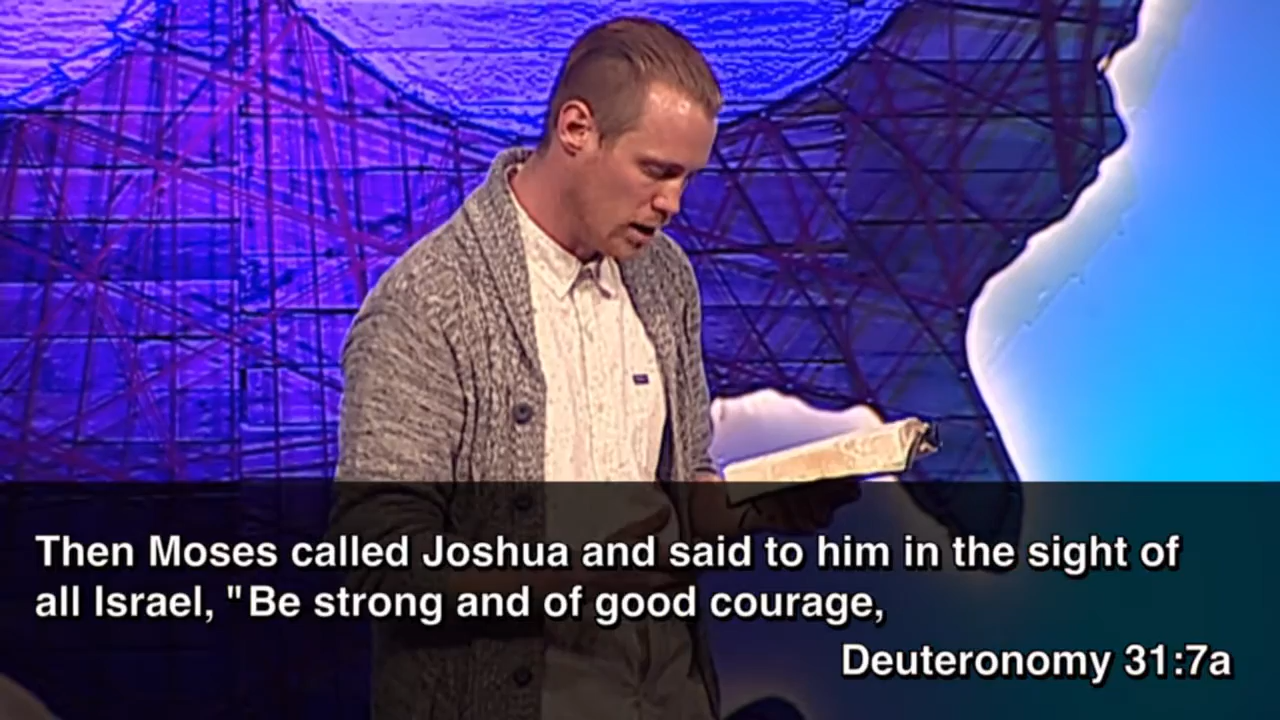 Then Moses called Joshua and said to him in the sight of
all Israel, "Be strong and of good courage,
Deuteronomy 31:7a